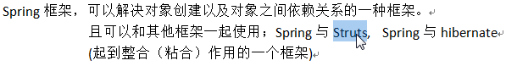 Spring 框架，可以解决对象创建以及对象之间依赖关系的一种框架。
且可以和其他框架一起使用；Spring 与 Struts, Spring 与 hibernate
(起到整合（粘合）作用的一个框架)